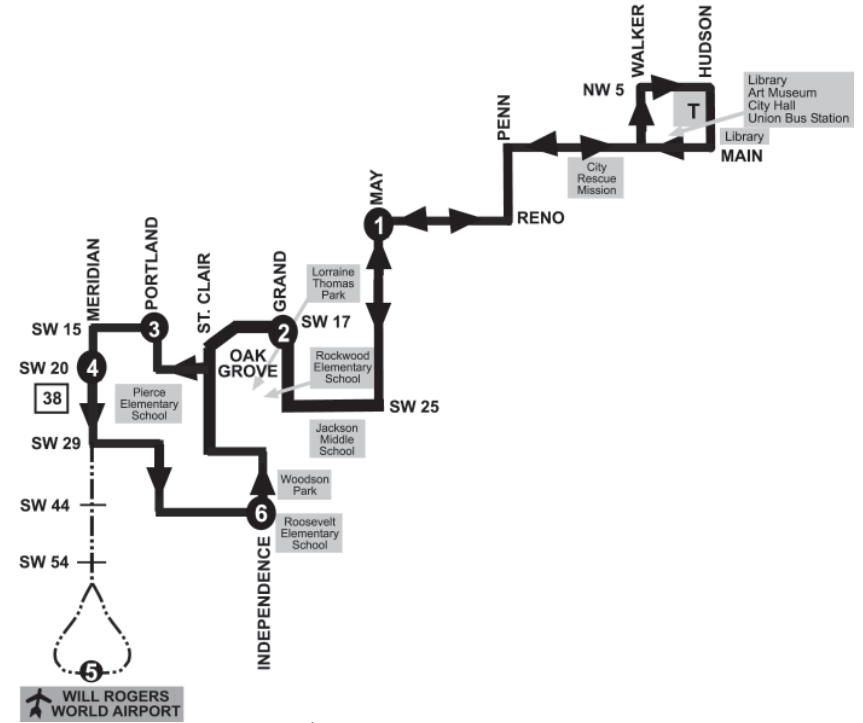 WALKER
HUDSON
NW 5
T
Library
Art Museum
City Hall
Union Bus Station
Library
MAIN
PENN
City
Rescue
Mission
MAY
1
RENO
MERIDIAN
PORTLAND
ST. CLAIR
GRAND
Lorraine
Thomas
Park
SW 15
3
2
SW 17
OAK
GROVE
Rockwood
Elementary
School
SW 20
4
38
Pierce
Elementary
School
SW 25
Jackson
Middle
School
SW 29
Woodson
Park
SW 44
6
Roosevelt
Elementary
School
INDEPENDENCE
SW 54
5
WILL ROGERS
WORLD AIRPORT